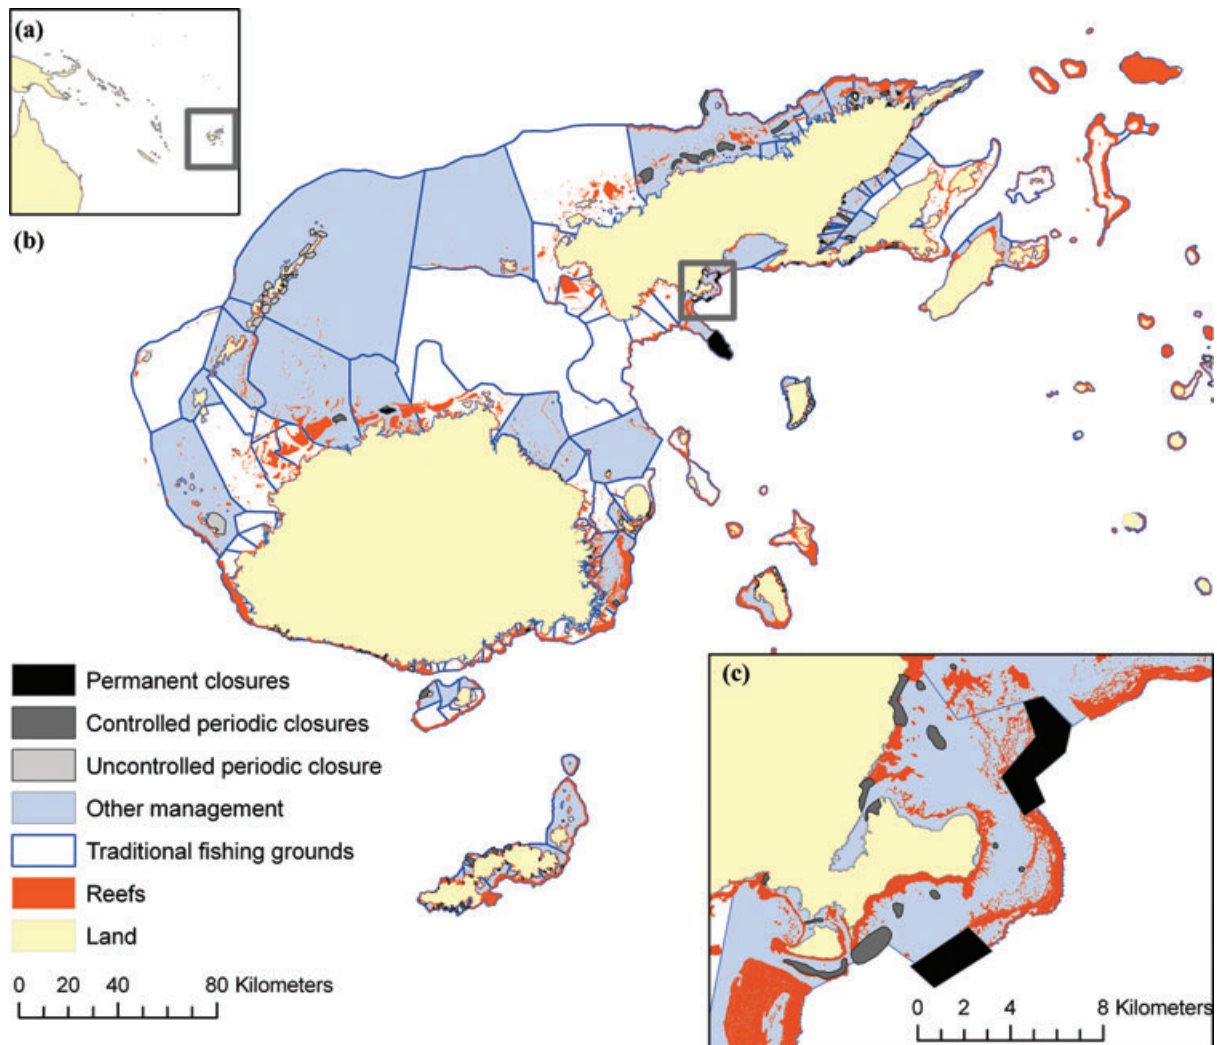 (a)
(b)
Permanent closures
Controlled periodic closures
Uncontrolled periodic closure
Other management
Traditional fishing grounds
Reefs
Land
0 20 40 80 Kilometers
(c)
0 2 4 8 Kilometers